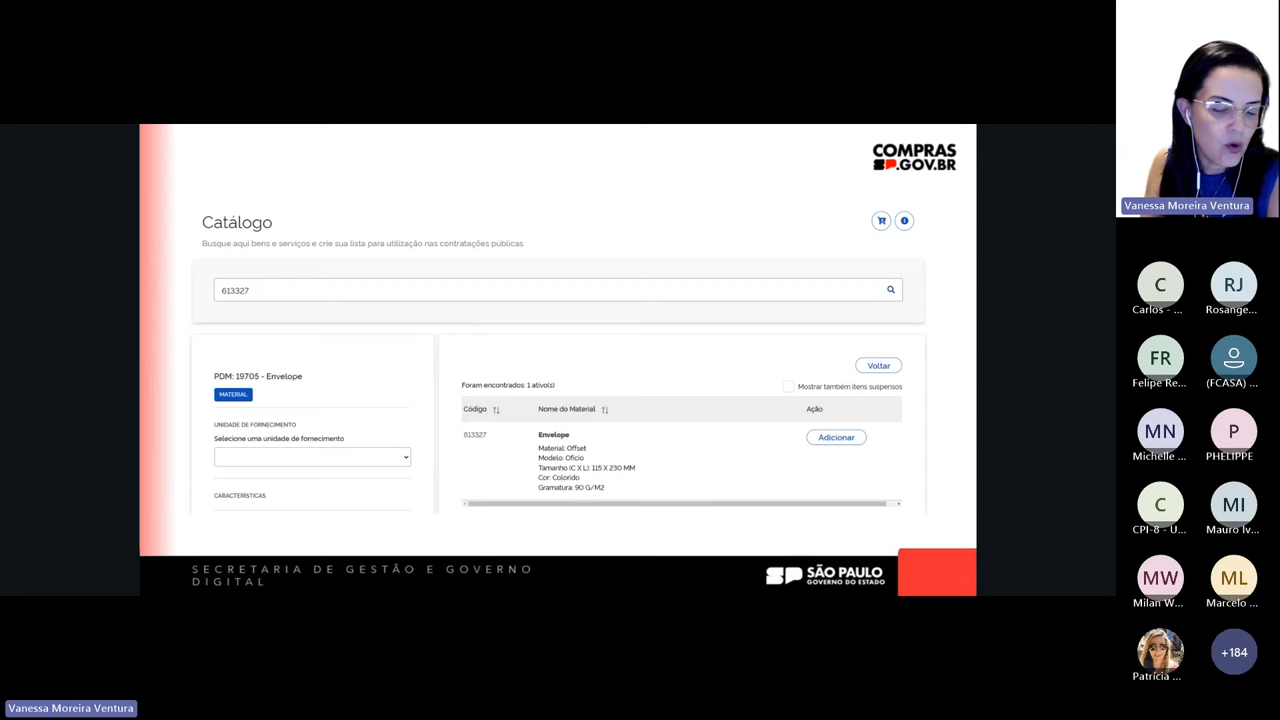 COMPRAS
SP.GOV.BR
Catálogo
Busque aqui bens e serviços e crie sua lista para utilização nas contratações públicas
613327
PDM: 19705 - Envelope
MATERIAL
UNIDADE DE FORNECIMENTO
Selecione uma unidade de fornecimento
CARACTERÍSTICAS
Voltar
Foram encontrados: 1 ativo(s)
Mostrar também itens suspensos
Código Nome do Material Ação
613327 Envelope Adicionar
Material: Offset
Modelo: Ofício
Tamanho (C X L): 115 X 230 MM
Cor: Colorido
Gramatura: 90 G/M2
SECRETARIA DE GESTÃO E GOVERNO
DIGITAL
SP SÃO PAULO
GOVERNO DO ESTADO
Vanessa Moreira Ventura
C RJ
Carlos - ... Rosange...
FR
Felipe Re... (FCASA) ...
MN P
Michelle ... PHELIPPE
C MI
CPI-8 - U... Mauro Iv...
MW ML
Milan W... Marcelo ...
+184
Patrícia ...
Vanessa Moreira Ventura